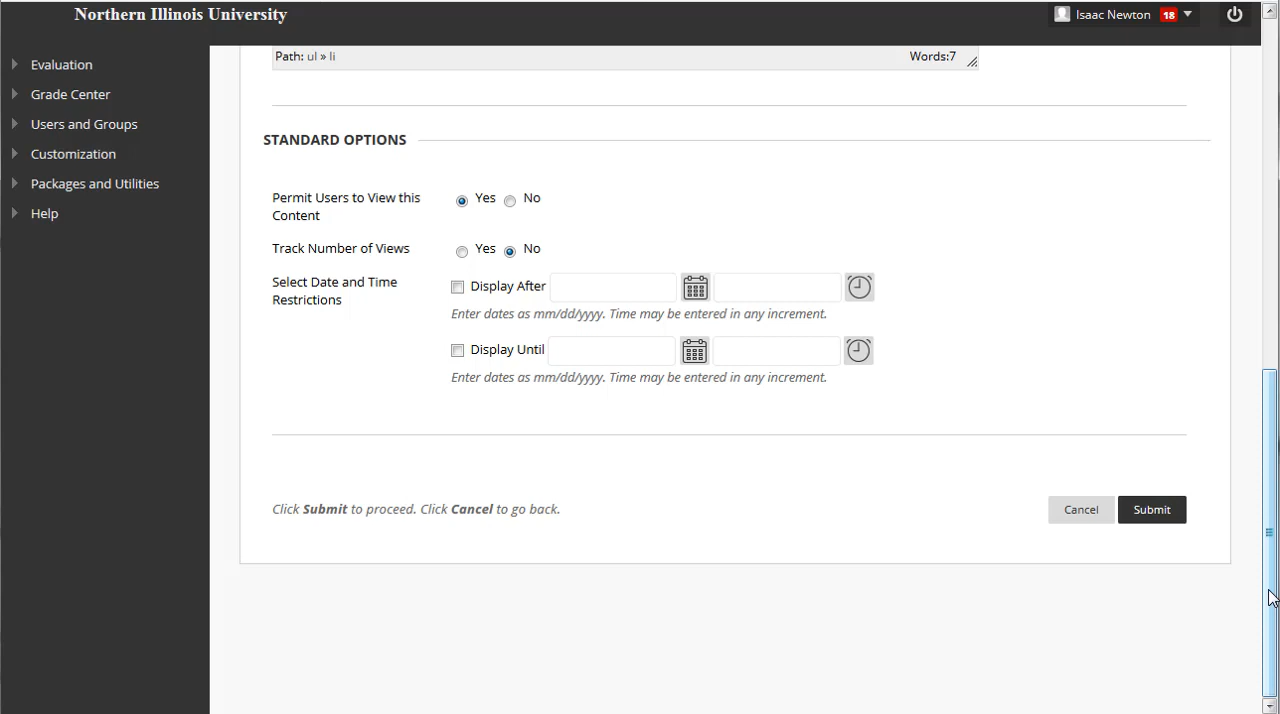 Northern Illinois University
Isaac Newton 18
Evaluation
Grade Center
Users and Groups
Customization
Packages and Utilities
Help
Path: ul » li Words:7
STANDARD OPTIONS
Permit Users to View this
Content
Yes No
Track Number of Views
Yes No
Select Date and Time
Restrictions
Display After
Enter dates as mm/dd/yyyy. Time may be entered in any increment.
Display Until
Enter dates as mm/dd/yyyy. Time may be entered in any increment.
Click Submit to proceed. Click Cancel to go back.
Cancel Submit